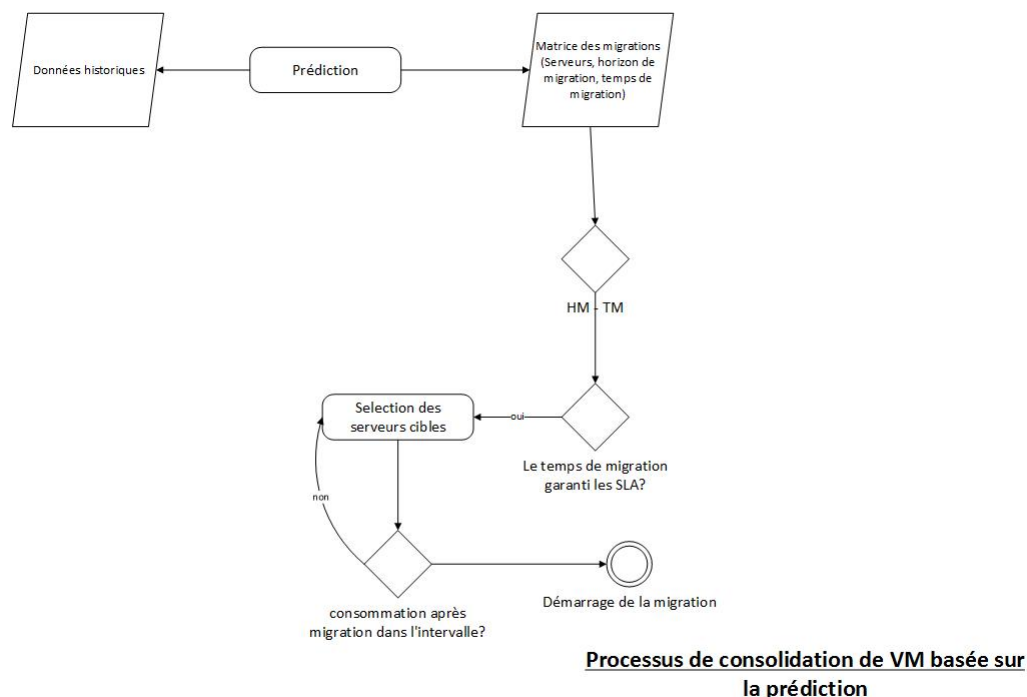 Données historiques
Prédiction
Matrice des migrations
(Serveurs, horizon de
migration, temps de
migration)
HM - TM
Selection des
serveurs cibles
oui
Le temps de migration
garanti les SLA?
non
consommation après
migration dans l'intervalle?
Démarrage de la migration
Processus de consolidation de VM basée sur
la prédiction